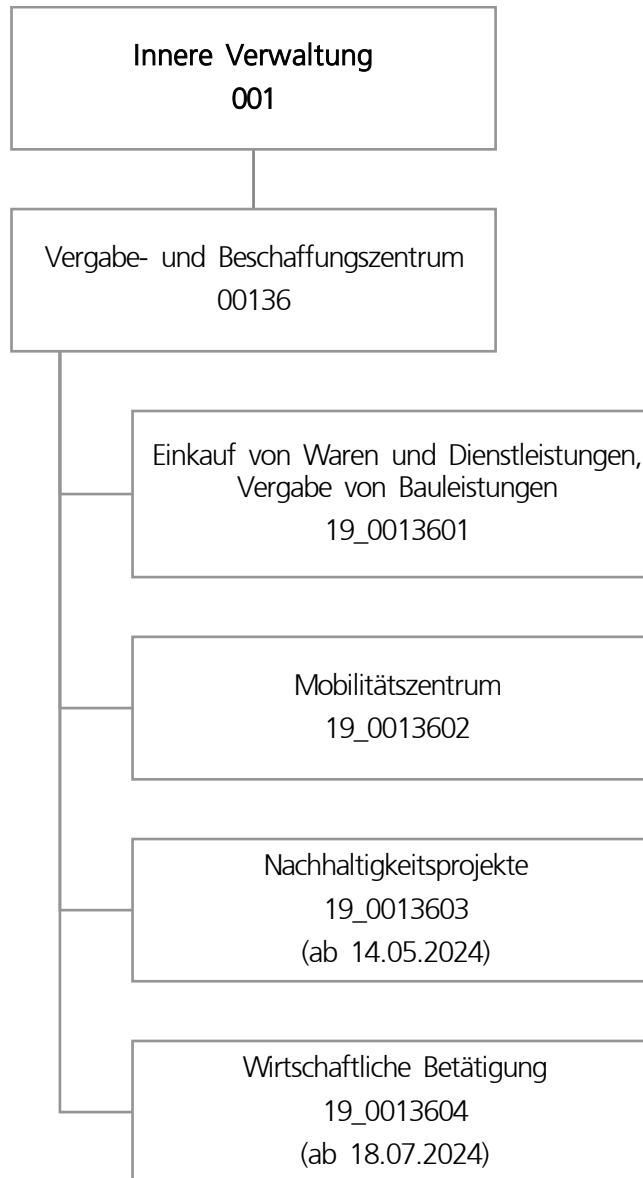 Innere Verwaltung
001
Vergabe- und Beschaffungszentrum
00136
Einkauf von Waren und Dienstleistungen,
Vergabe von Bauleistungen
19_0013601
Mobilitätszentrum
19_0013602
Nachhaltigkeitsprojekte
19_0013603
(ab 14.05.2024)
Wirtschaftliche Betätigung
19_0013604
(ab 18.07.2024)